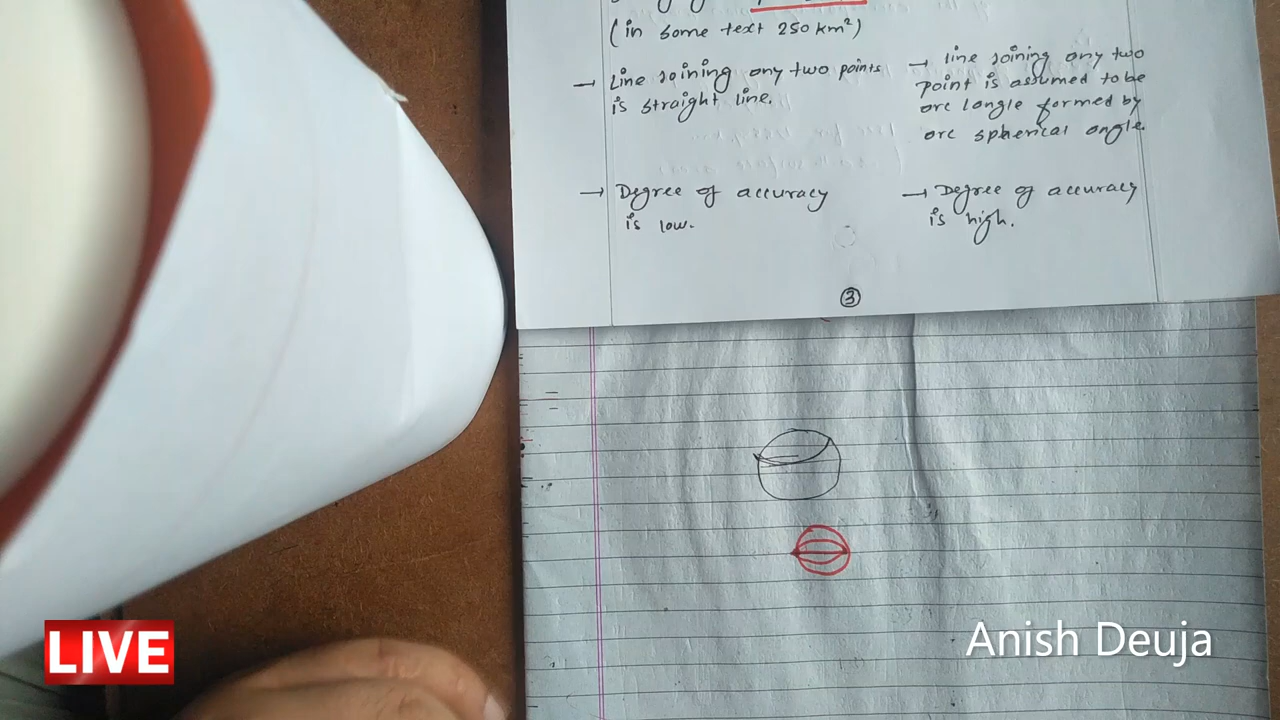 (in some text 250 km²)
→ Line joining any two points
is straight line.
→ Degree of accuracy
is low.
→ line joining any two
point is assumed to be
arc langle formed by
arc spherical angle.
→ Degree of accuracy
is high.
3
LIVE
Anish Deuja